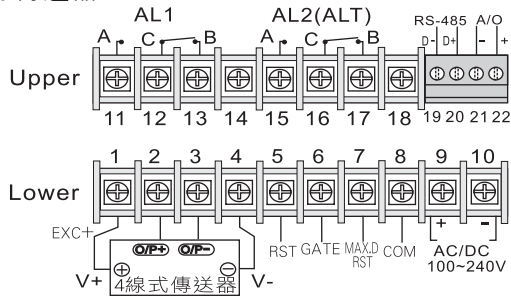 AL1 AL2(ALT) RS-485 A/O
A C B A C B D- D+ - +
Upper
11 12 13 14 15 16 17 18 19 20 21 22
1 2 3 4 5 6 7 8 9 10
Lower
EXC+ O/P+ O/P- RST GATE MAX.D RST COM + -
AC/DC
100~240V
V+ + 4線式傳送器 - V-